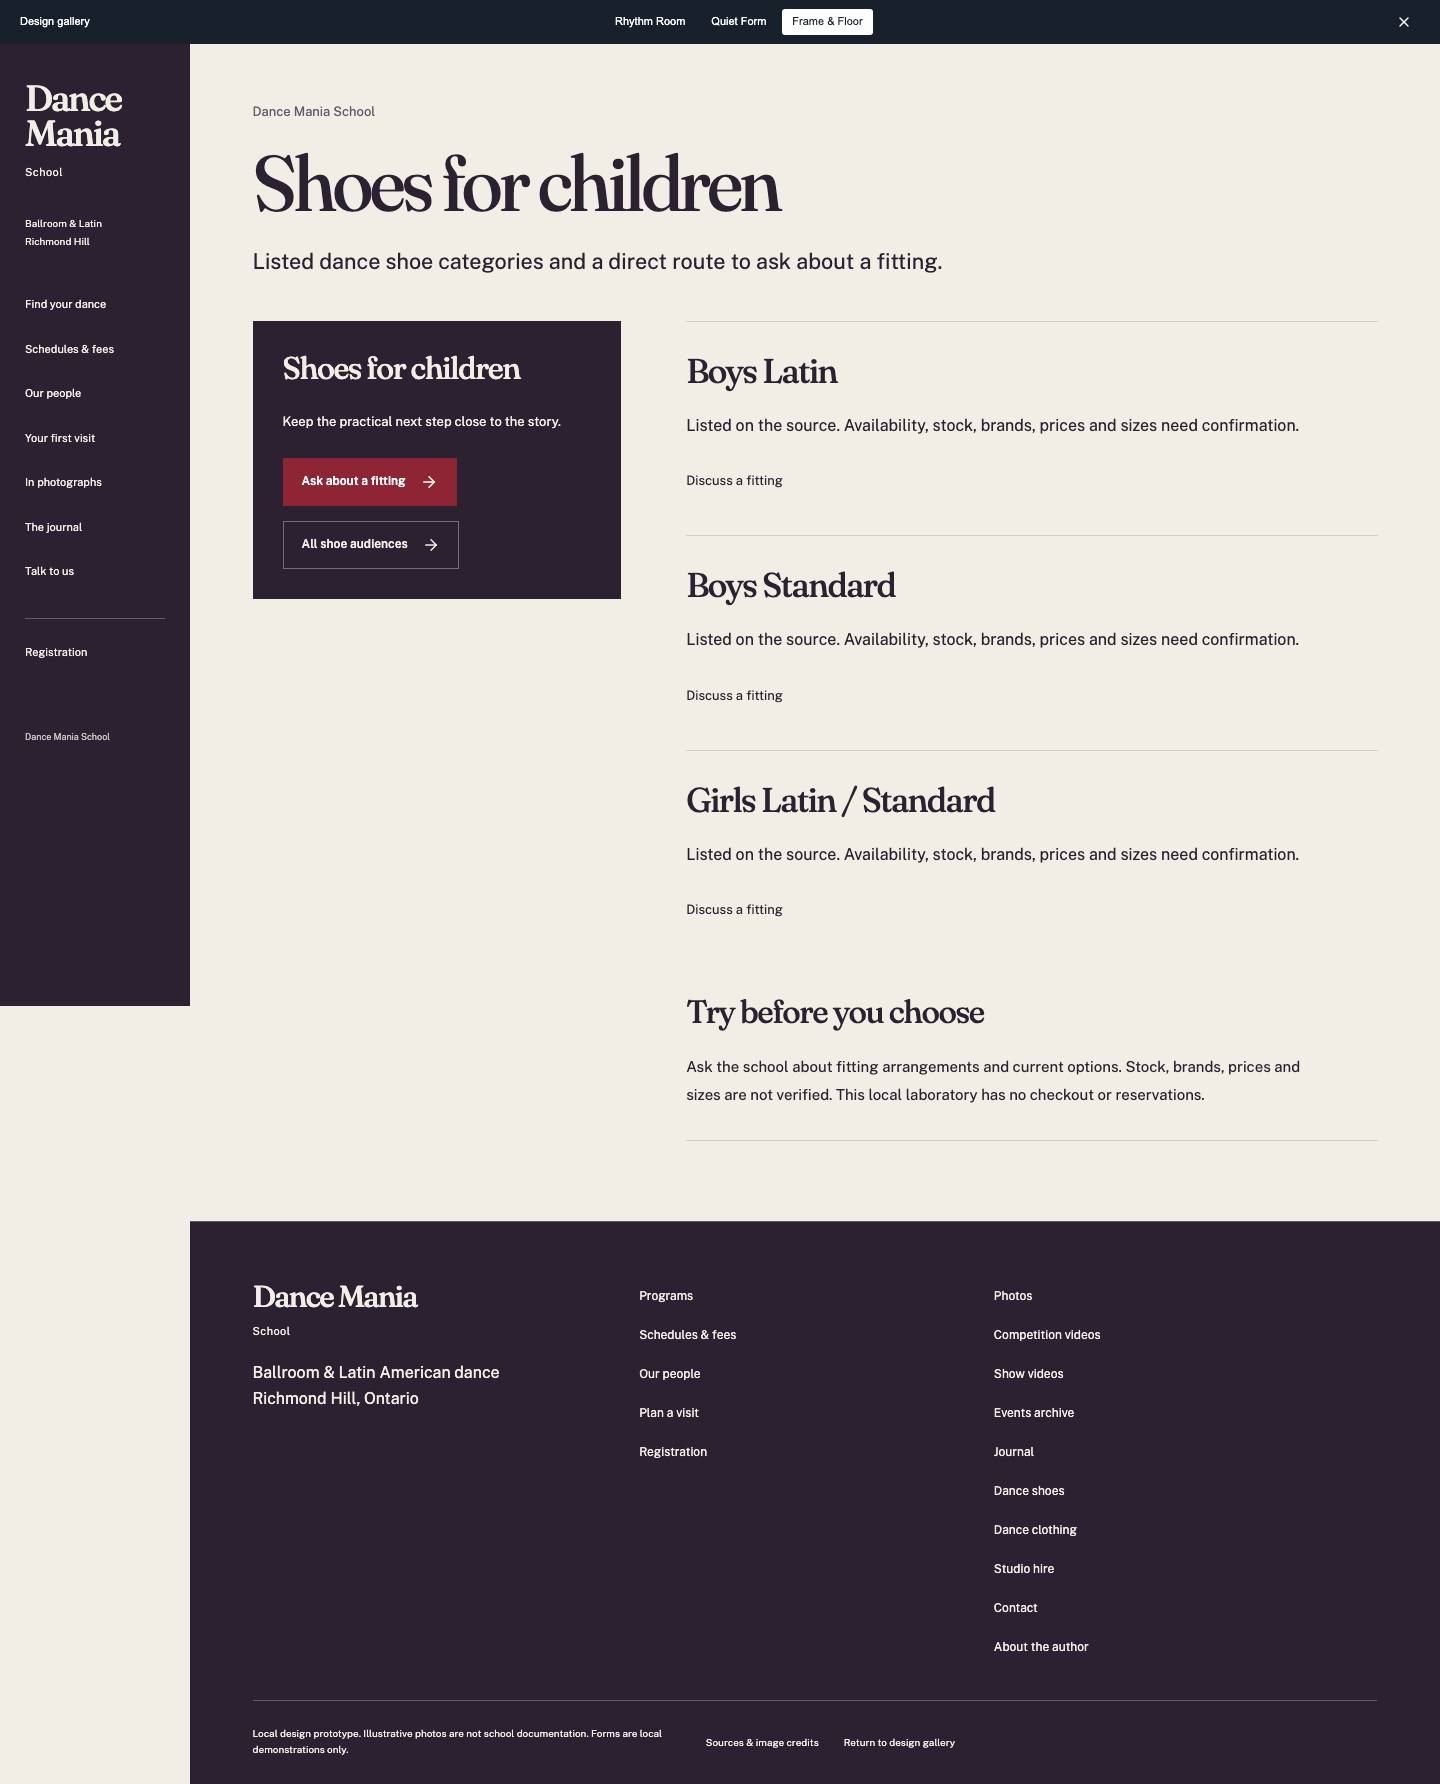 Design gallery
Rhythm Room
Quiet Form
Frame & Floor
Dance
Mania
School
Ballroom & Latin
Richmond Hill
Find your dance
Schedules & fees
Our people
Your first visit
In photographs
The journal
Talk to us
Registration
Dance Mania School
Dance Mania School
Shoes for children
Listed dance shoe categories and a direct route to ask about a fitting.
Shoes for children
Keep the practical next step close to the story.
Ask about a fitting
All shoe audiences
Boys Latin
Listed on the source. Availability, stock, brands, prices and sizes need confirmation.
Discuss a fitting
Boys Standard
Listed on the source. Availability, stock, brands, prices and sizes need confirmation.
Discuss a fitting
Girls Latin / Standard
Listed on the source. Availability, stock, brands, prices and sizes need confirmation.
Discuss a fitting
Try before you choose
Ask the school about fitting arrangements and current options. Stock, brands, prices and
sizes are not verified. This local laboratory has no checkout or reservations.
Dance Mania
School
Ballroom & Latin American dance
Richmond Hill, Ontario
Programs
Schedules & fees
Our people
Plan a visit
Registration
Photos
Competition videos
Show videos
Events archive
Journal
Dance shoes
Dance clothing
Studio hire
Contact
About the author
Local design prototype. Illustrative photos are not school documentation. Forms are local
demonstrations only.
Sources & image credits
Return to design gallery